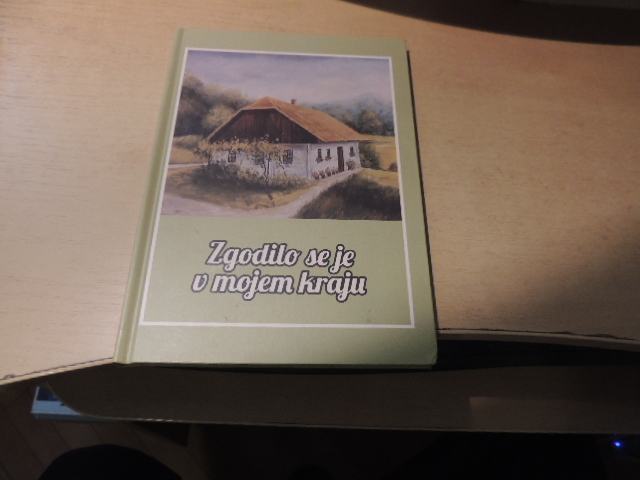 Zgodilo se je
v mojem kraju